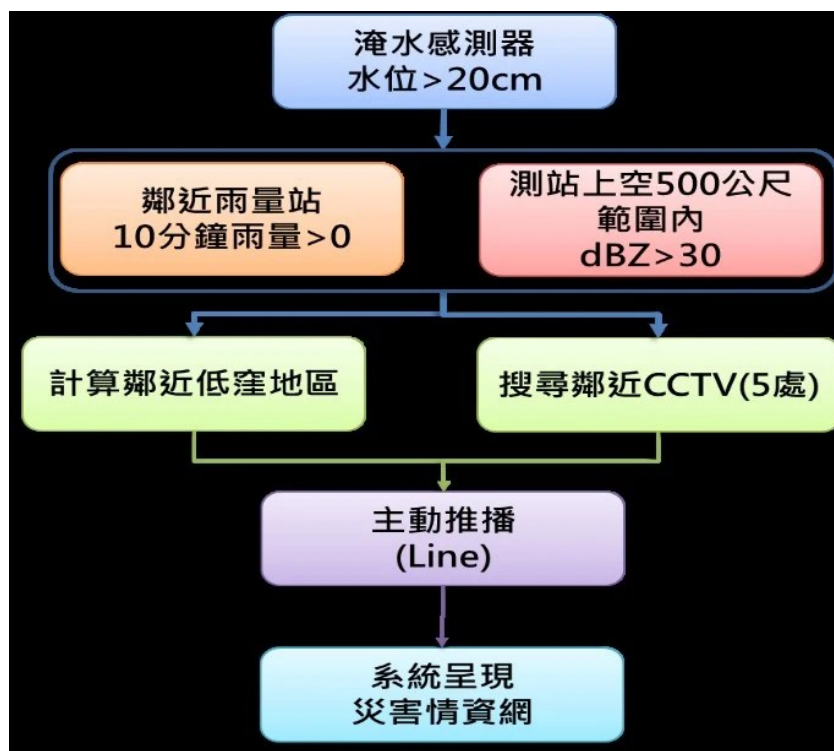 淹水感測器
水位>20cm
鄰近雨量站
10分鐘雨量>0
測站上空500公尺
範圍內
dBZ>30
計算鄰近低窪地區
搜尋鄰近CCTV(5處)
主動推播
(Line)
系統呈現
災害情資網